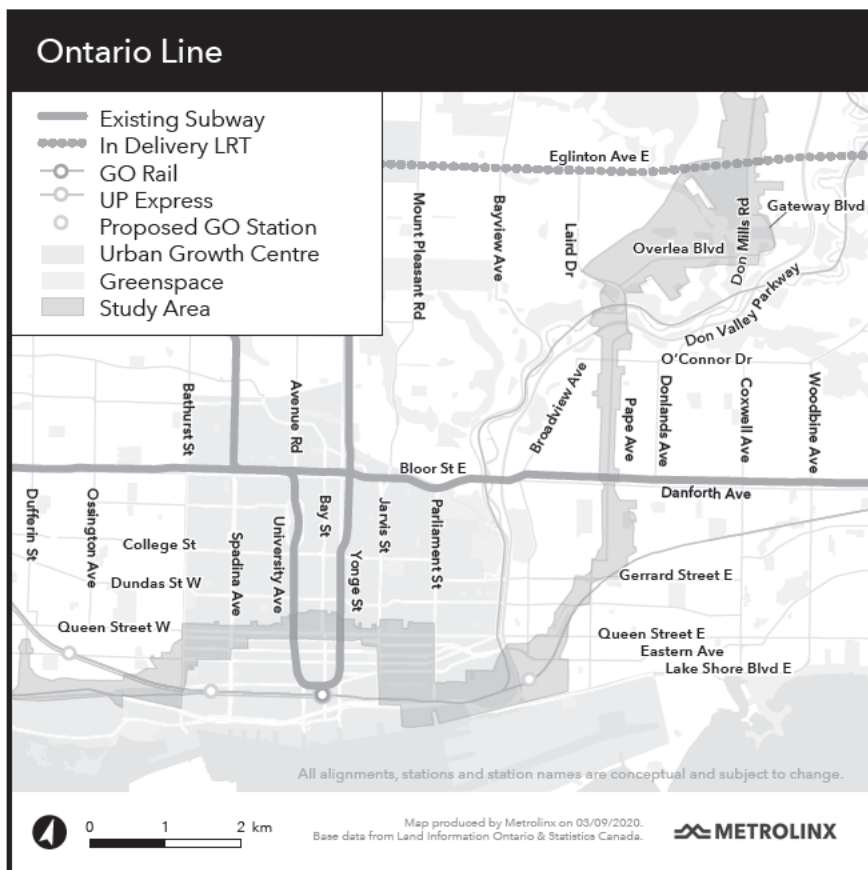 Ontario Line
Existing Subway
In Delivery LRT
GO Rail
UP Express
Proposed GO Station
Urban Growth Centre
Greenspace
Study Area
Eglinton Ave E
Mount Pleasant Rd
Bayview Ave
Laird Dr
Overlea Blvd
Don Mills Rd
Gateway Blvd
Don Valley Parkway
O'Connor Dr
Bathurst St
Avenue Rd
Broadview Ave
Pape Ave
Donlands Ave
Coxwell Ave
Woodbine Ave
Bloor St E
Danforth Ave
Dufferin St
Ossington Ave
College St
Dundas St W
Spadina Ave
University Ave
Bay St
Yonge St
Jarvis St
Parliament St
Gerrard Street E
Queen Street W
Queen Street E
Eastern Ave
Lake Shore Blvd E
All alignments, stations and station names are conceptual and subject to change.
0 1 2 km
Map produced by Metrolinx on 03/09/2020.
Base data from Land Information Ontario & Statistics Canada.
METROLINX